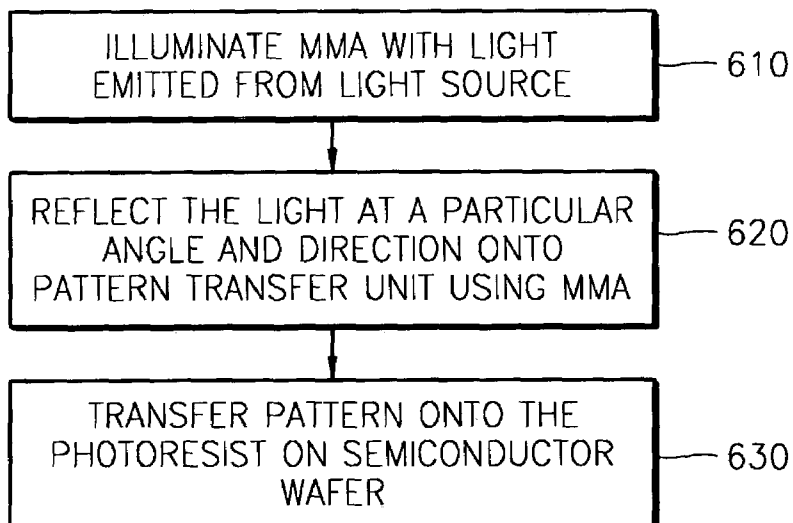 ILLUMINATE MMA WITH LIGHT
EMITTED FROM LIGHT SOURCE
610
REFLECT THE LIGHT AT A PARTICULAR
ANGLE AND DIRECTION ONTO
PATTERN TRANSFER UNIT USING MMA
620
TRANSFER PATTERN ONTO THE
PHOTORESIST ON SEMICONDUCTOR
WAFER
630